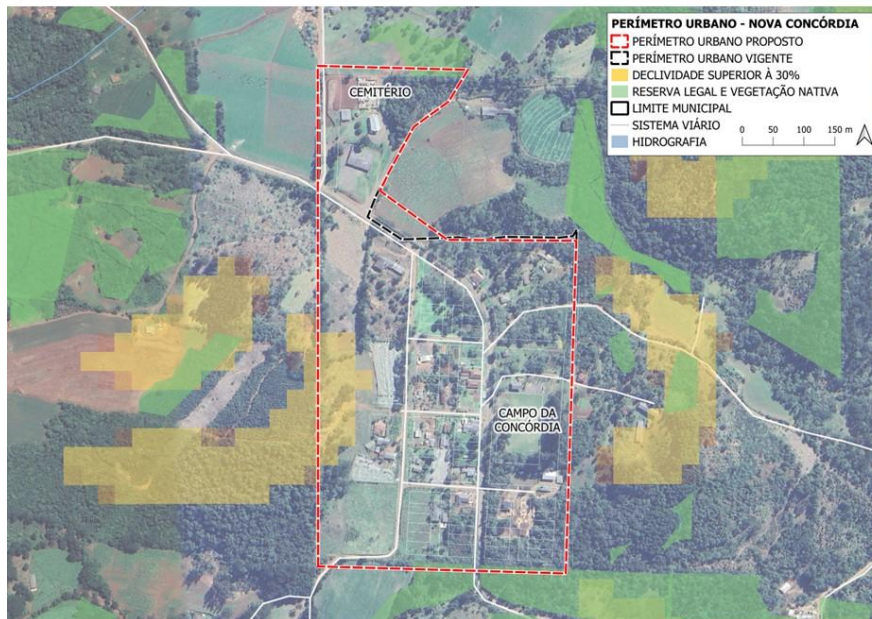 PERÍMETRO URBANO - NOVA CONCÓRDIA
PERÍMETRO URBANO PROPOSTO
PERÍMETRO URBANO VIGENTE
DECLIVIDADE SUPERIOR À 30%
RESERVA LEGAL E VEGETAÇÃO NATIVA
LIMITE MUNICIPAL
SISTEMA VIÁRIO
HIDROGRAFIA
0 50 100 150 m
CEMITÉRIO
CAMPO DA
CONCÓRDIA